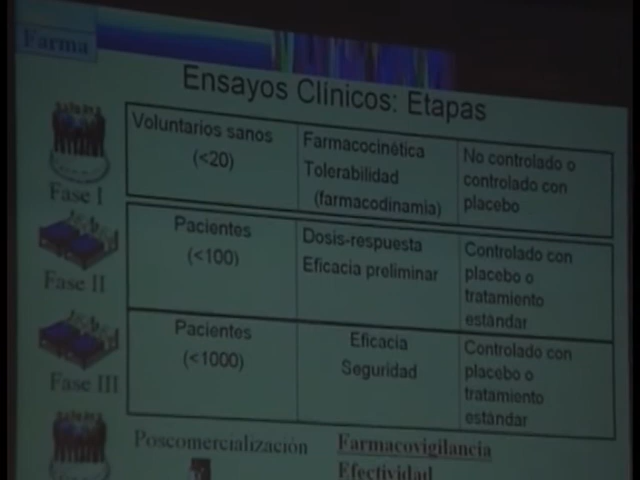 Farma
Ensayos Clínicos: Etapas
Voluntarios sanos
(<20)
Farmacocinética
Tolerabilidad
(farmacodinamia)
No controlado o
controlado con
placebo
Fase I
Pacientes
(<100)
Dosis-respuesta
Eficacia preliminar
Controlado con
placebo o
tratamiento
estándar
Fase II
Pacientes
(<1000)
Eficacia
Seguridad
Controlado con
placebo o
tratamiento
estándar
Fase III
Poscomercialización
Farmacovigilancia
Efectividad